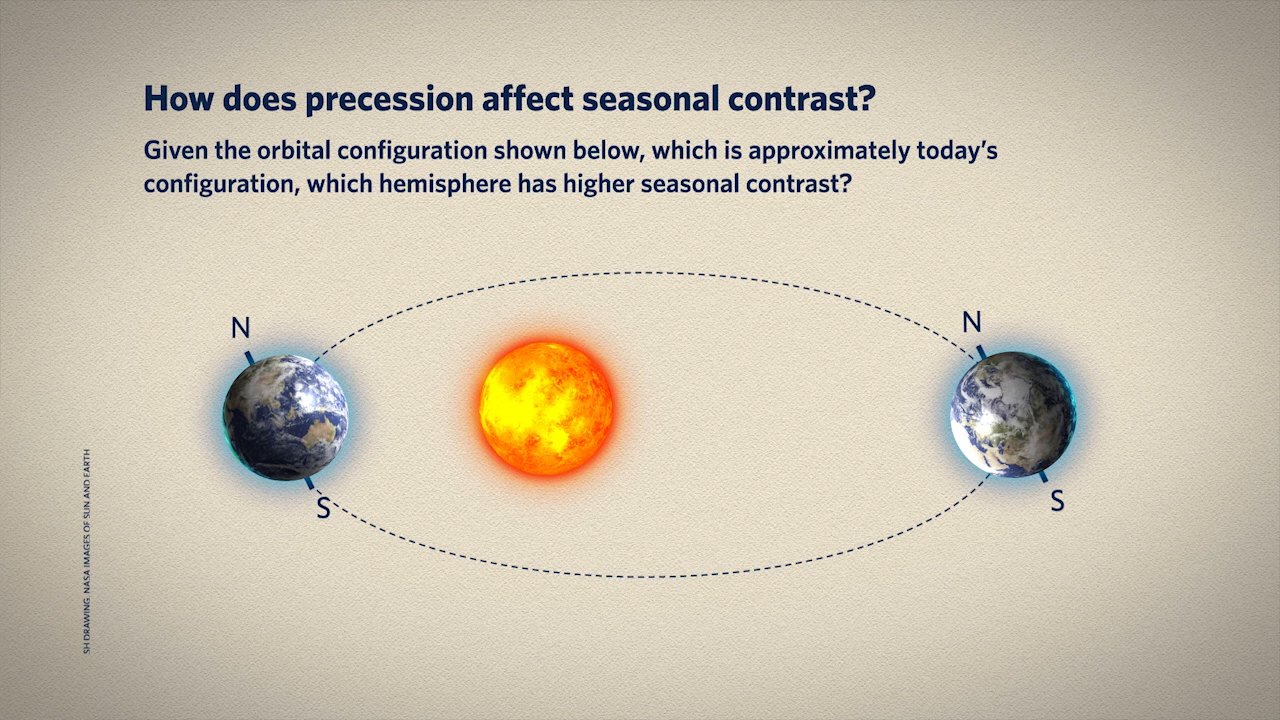 How does precession affect seasonal contrast?
Given the orbital configuration shown below, which is approximately today’s
configuration, which hemisphere has higher seasonal contrast?
N
S
N
S
SH DRAWING. NASA IMAGES OF SUN AND EARTH